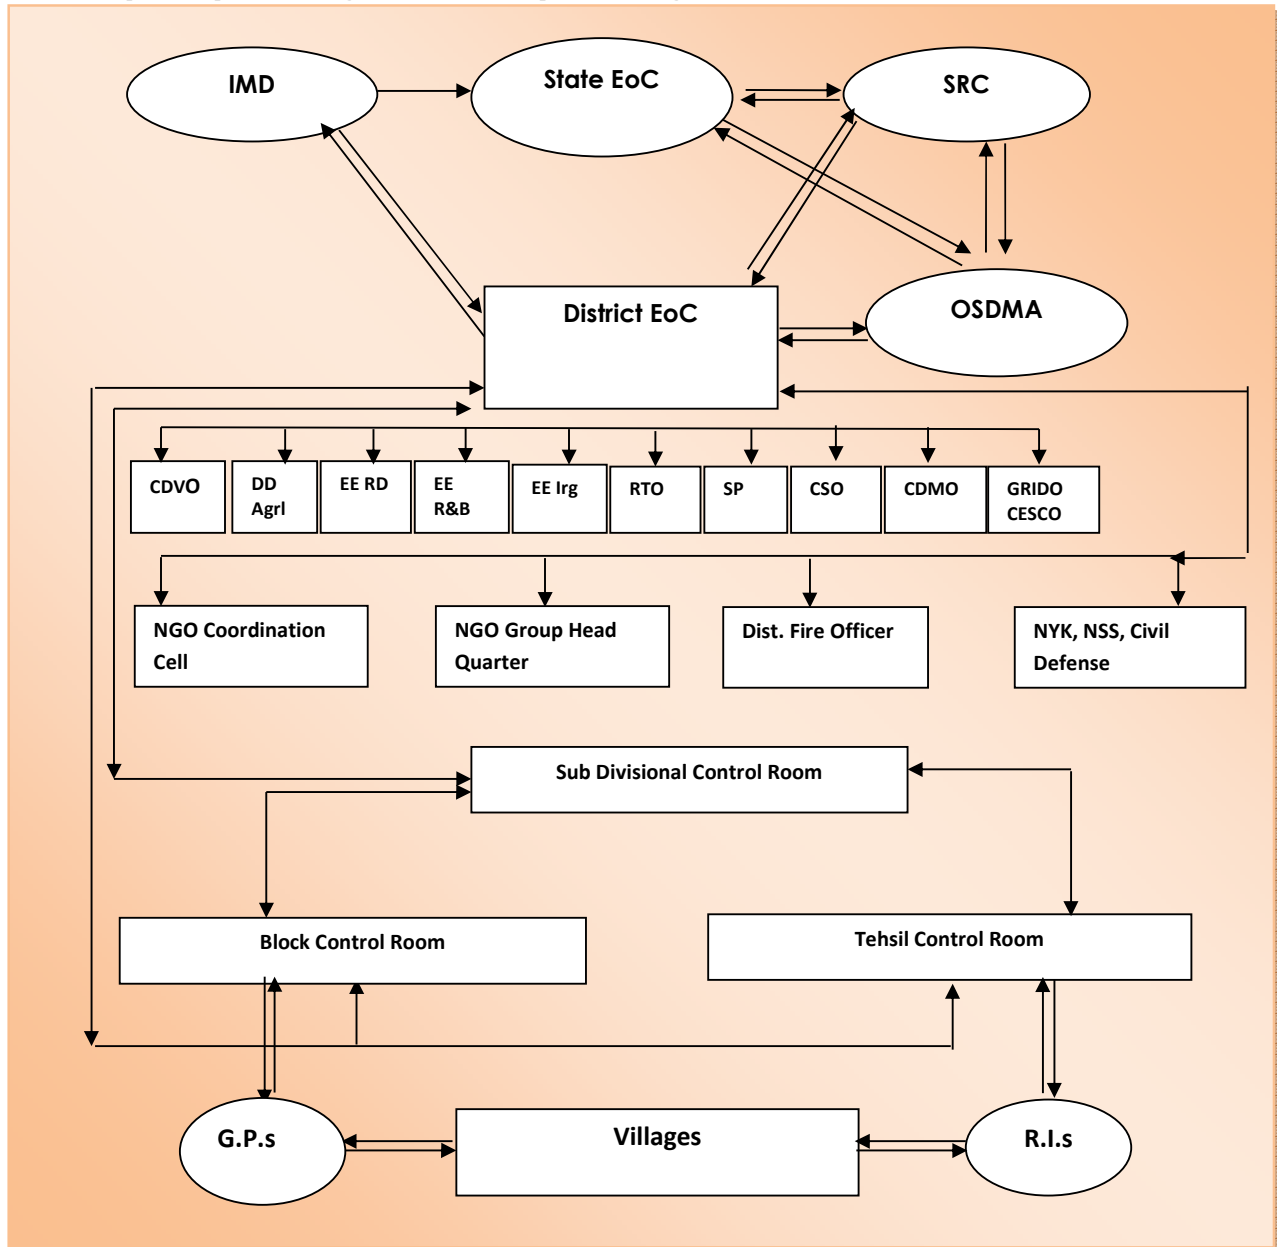 IMD
State EoC
SRC
District EoC
OSDMA
CDVO
DD
Agrl
EE RD
EE
R&B
EE Irg
RTO
SP
CSO
CDMO
GRIDO
CESCO
NGO Coordination
Cell
NGO Group Head
Quarter
Dist. Fire Officer
NYK, NSS, Civil
Defense
Sub Divisional Control Room
Block Control Room
Tehsil Control Room
G.P.s
Villages
R.I.s